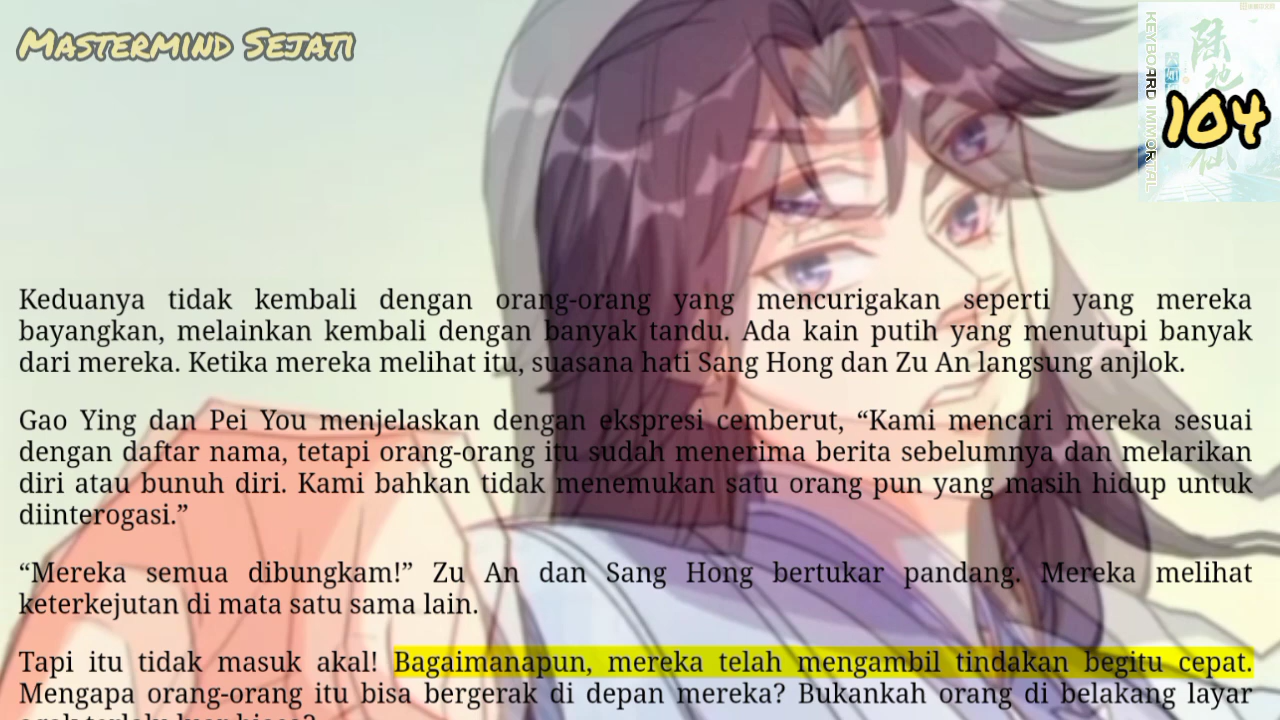 Mastermind Sejati
KEYBOARD IMMORTAL
104
Keduanya tidak kembali dengan orang-orang yang mencurigakan seperti yang mereka
bayangkan, melainkan kembali dengan banyak tandu. Ada kain putih yang menutupi banyak
dari mereka. Ketika mereka melihat itu, suasana hati Sang Hong dan Zu An langsung anjlok.
Gao Ying dan Pei You menjelaskan dengan ekspresi cemberut, “Kami mencari mereka sesuai
dengan daftar nama, tetapi orang-orang itu sudah menerima berita sebelumnya dan melarikan
diri atau bunuh diri. Kami bahkan tidak menemukan satu orang pun yang masih hidup untuk
diinterogasi.”
“Mereka semua dibungkam!” Zu An dan Sang Hong bertukar pandang. Mereka melihat
keterkejutan di mata satu sama lain.
Tapi itu tidak masuk akal! Bagaimanapun, mereka telah mengambil tindakan begitu cepat.
Mengapa orang-orang itu bisa bergerak di depan mereka? Bukankah orang di belakang layar